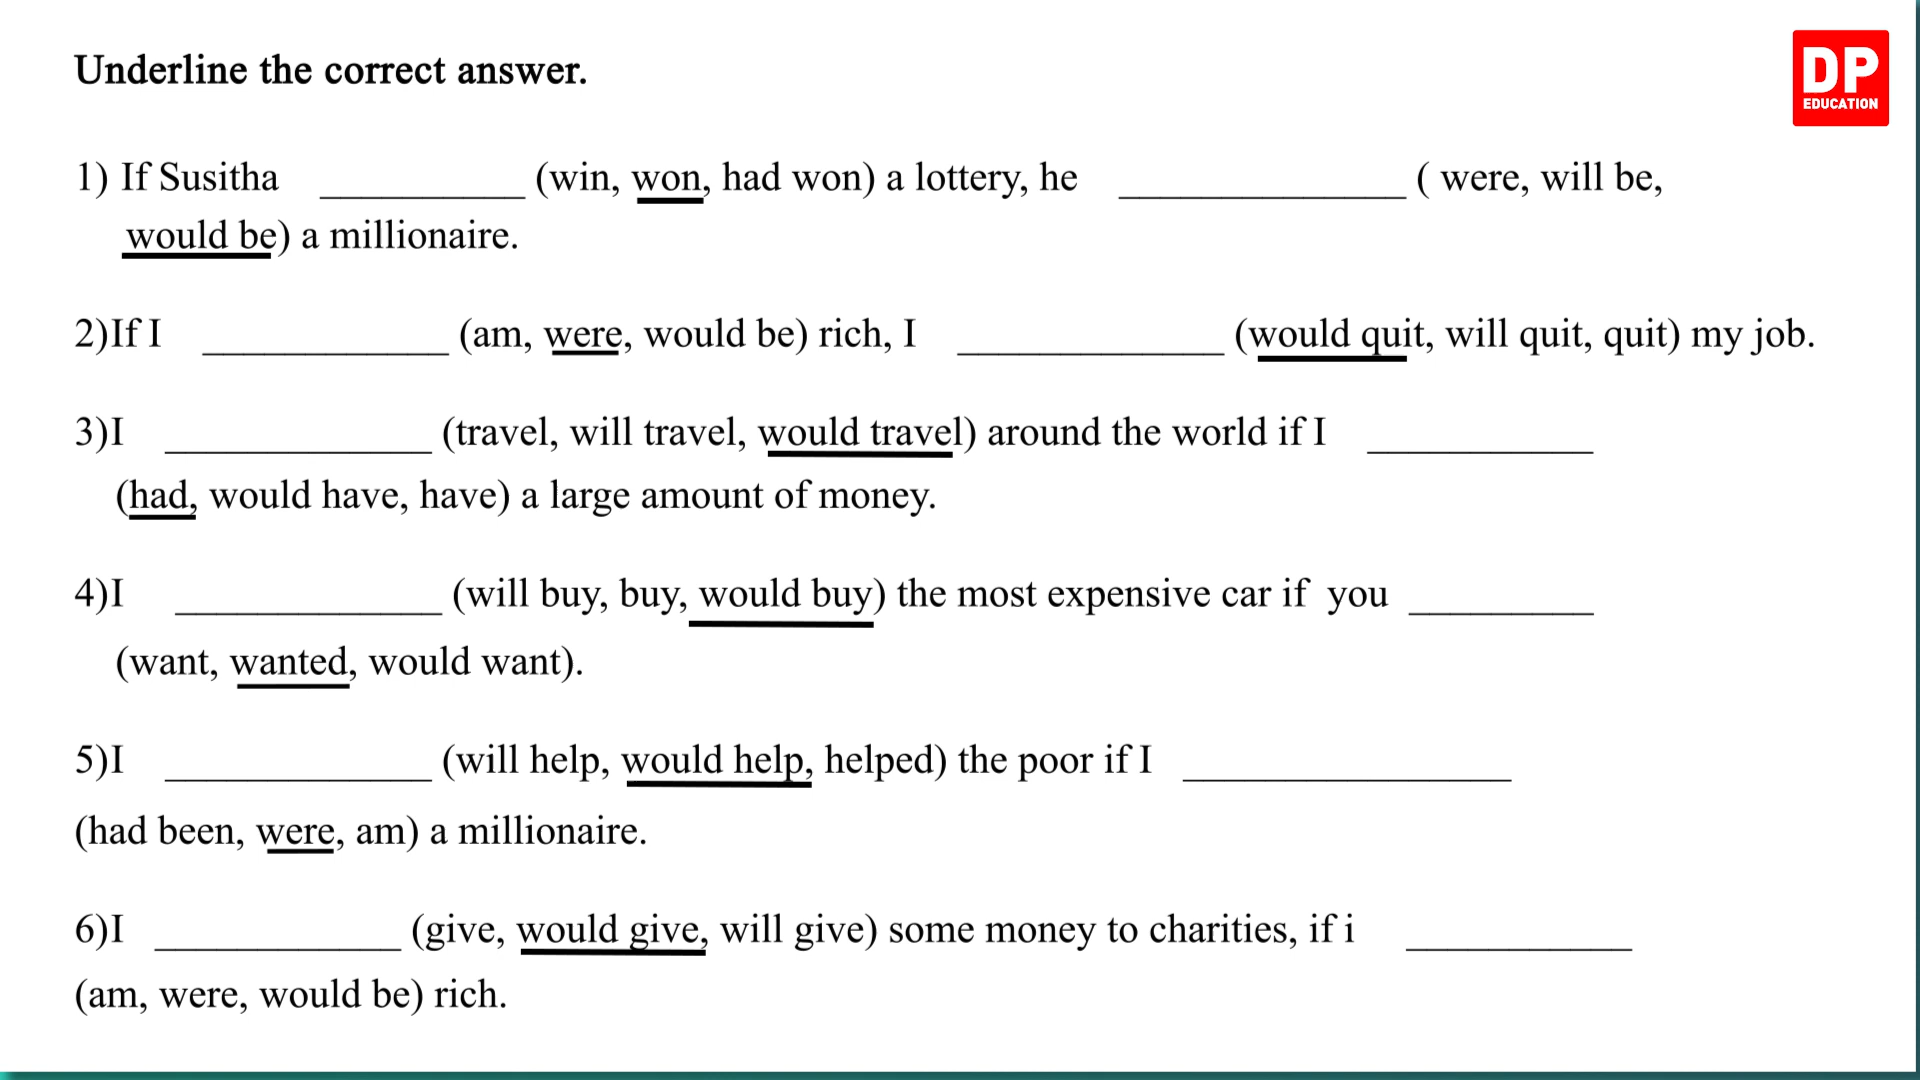 Underline the correct answer.
DP
EDUCATION
1) If Susitha __________ (win, won, had won) a lottery, he ______________ ( were, will be,
would be) a millionaire.
2)If I ____________ (am, were, would be) rich, I _____________ (would quit, will quit, quit) my job.
3)I _____________ (travel, will travel, would travel) around the world if I ___________
(had, would have, have) a large amount of money.
4)I _____________ (will buy, buy, would buy) the most expensive car if you _________
(want, wanted, would want).
5)I _____________ (will help, would help, helped) the poor if I ________________
(had been, were, am) a millionaire.
6)I ____________ (give, would give, will give) some money to charities, if i ___________
(am, were, would be) rich.